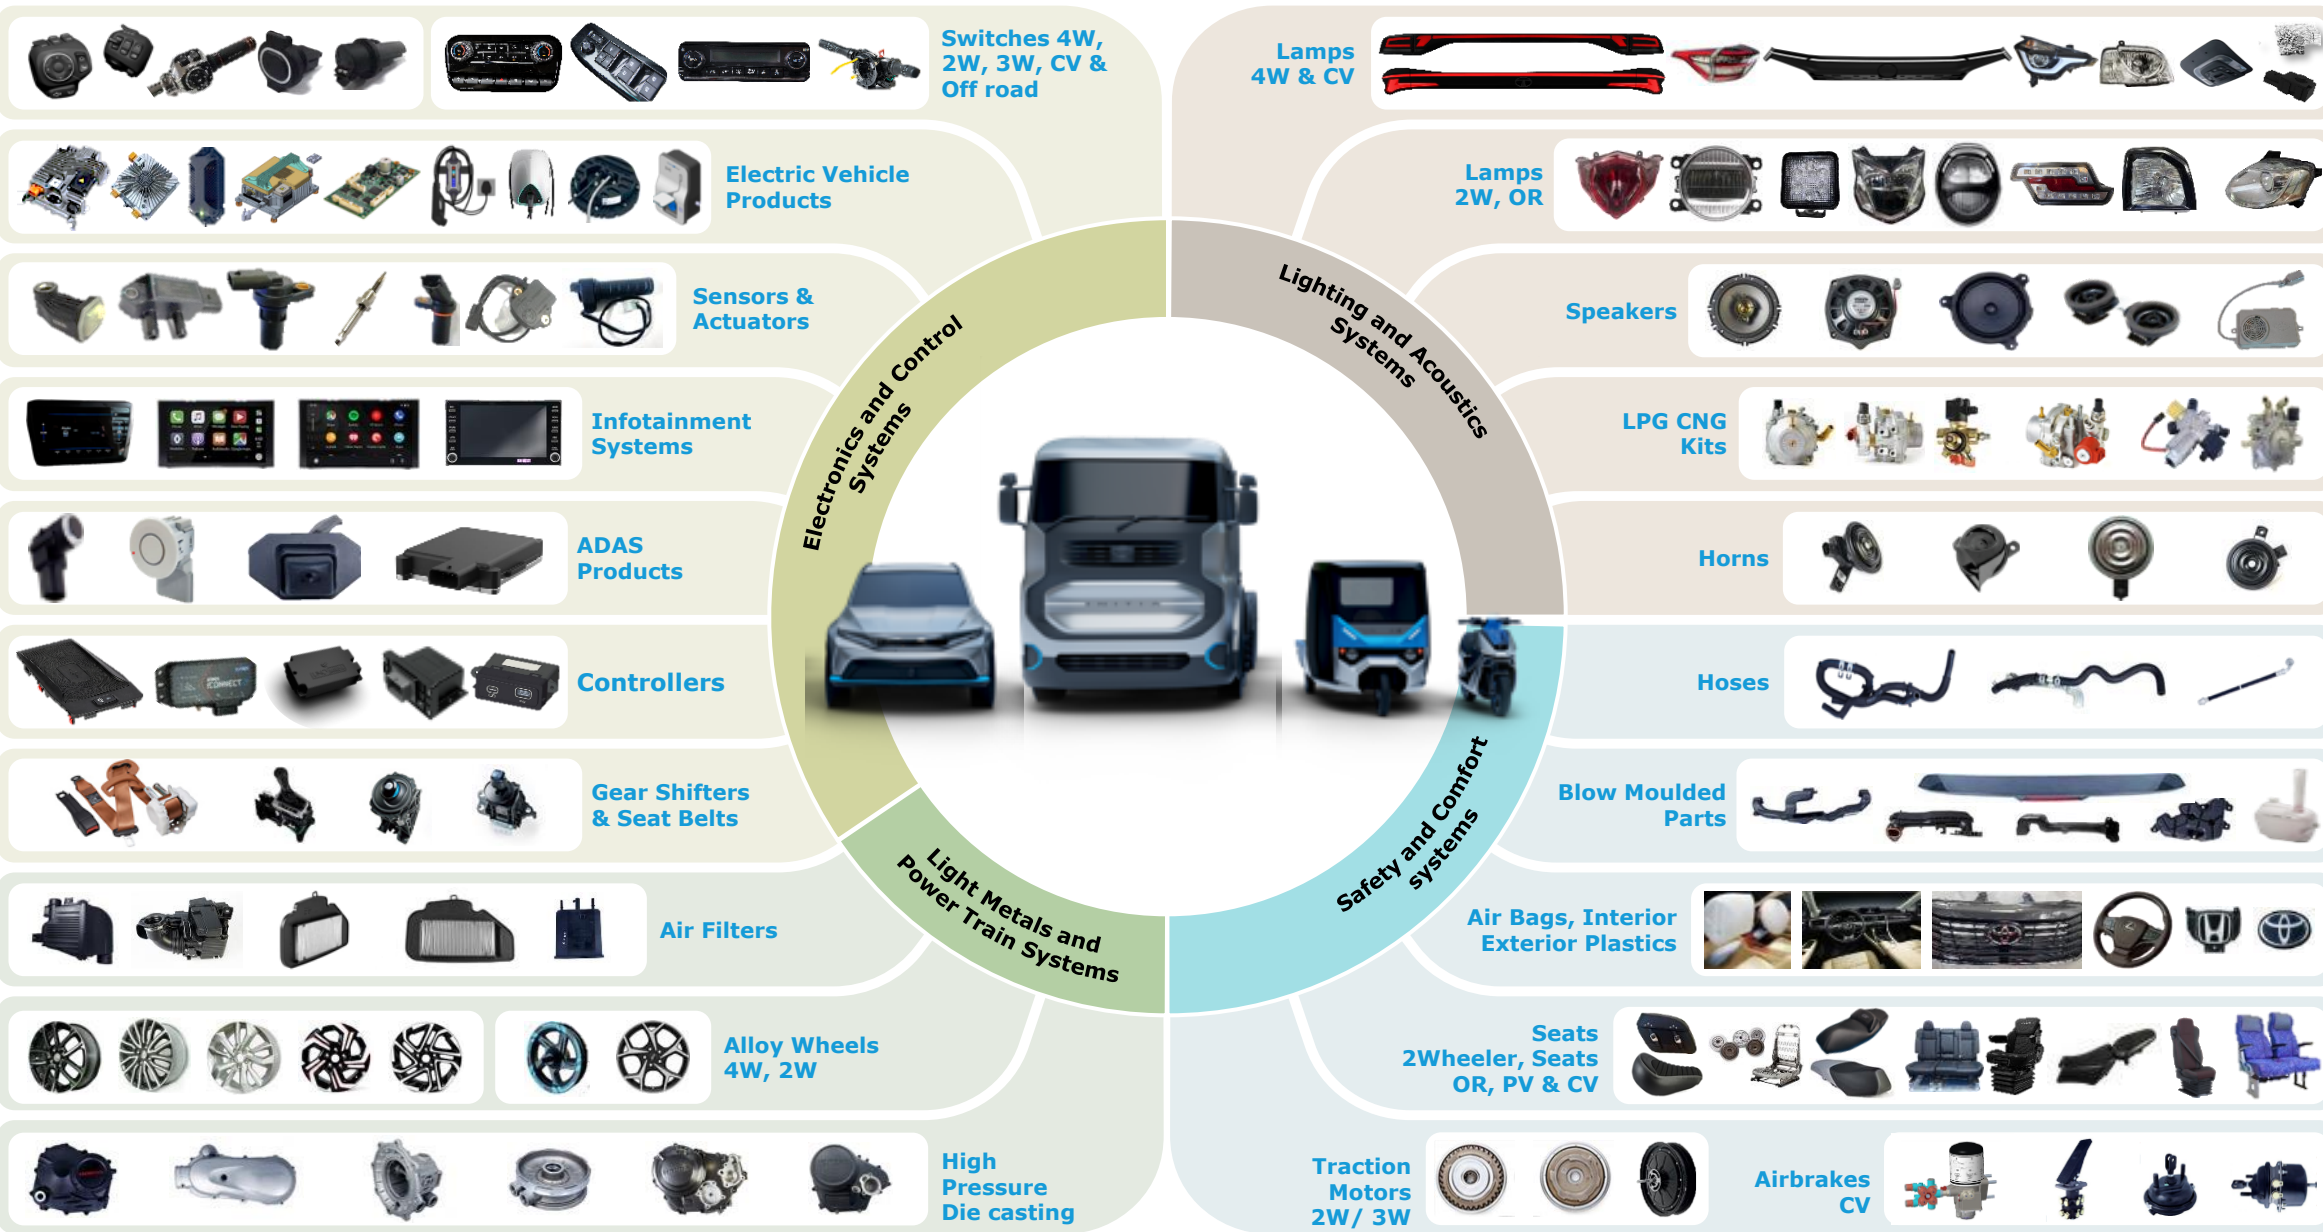 Switches 4W,
2W, 3W, CV &
Off road
Electric Vehicle
Products
Sensors &
Actuators
Infotainment
Systems
ADAS
Products
Controllers
Gear Shifters
& Seat Belts
Air Filters
Alloy Wheels
4W, 2W
High
Pressure
Die casting
Electronics and Control
Systems
Lighting and Acoustics
Systems
Light Metals and
Power Train Systems
Safety and Comfort
systems
Lamps
4W & CV
Lamps
2W, OR
Speakers
LPG CNG
Kits
Horns
Hoses
Blow Moulded
Parts
Air Bags, Interior
Exterior Plastics
Seats
2Wheeler, Seats
OR, PV & CV
Traction
Motors
2W/ 3W
Airbrakes
CV